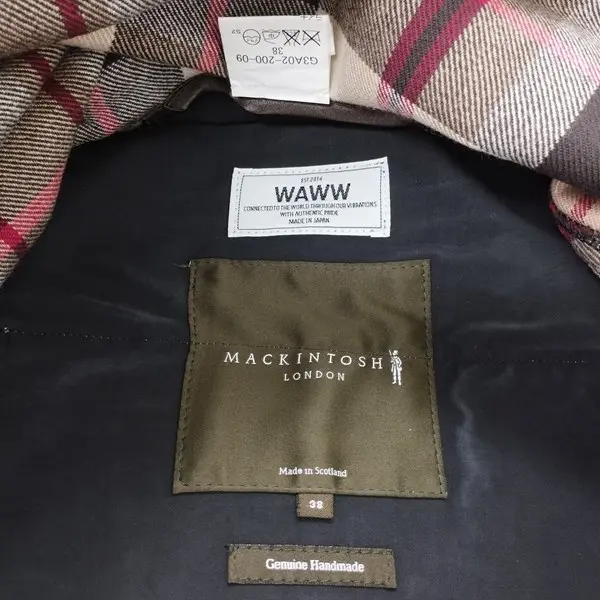 G3A02-200-09
38
52
EST.2014
WAWW
CONNECTED TO THE WORLD THROUGH OUR VIBRATIONS
WITH AUTHENTIC PRIDE
MADE IN JAPAN
MACKINTOSH
LONDON
Made in Scotland
38
Genuine Handmade